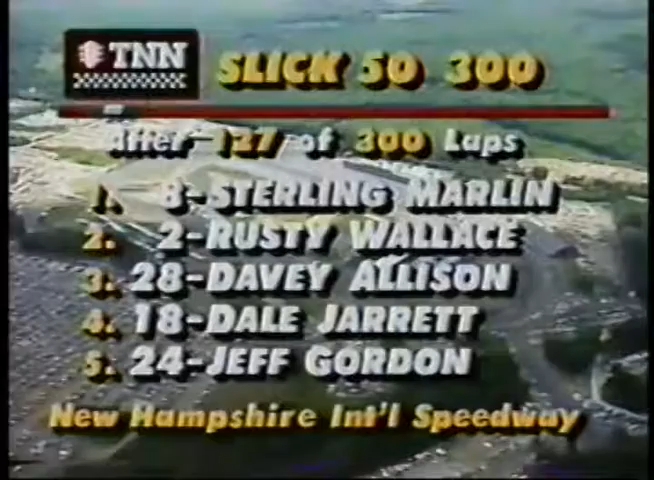 TNN
SLICK 50 300
After 127 of 300 Laps
1. 8-STERLING MARLIN
2. 2-RUSTY WALLACE
3. 28-DAVEY ALLISON
4. 18-DALE JARRETT
5. 24-JEFF GORDON
New Hampshire Int'l Speedway